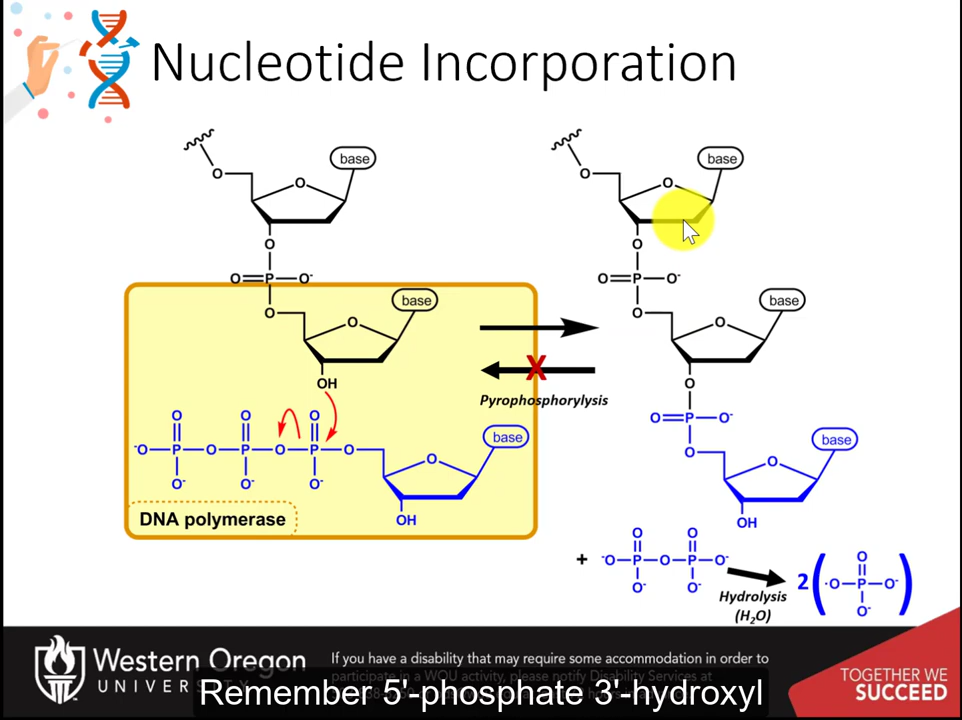 Nucleotide Incorporation
base
base
O
O
O
O
O
O
O=P—O⁻
O=P—O⁻
base
base
O
O
O
O
OH
O
Pyrophosphorylysis
O
O
O
O=P—O⁻
base
base
⁻O—P—O—P—O—P—O
O
O
O
O⁻
O⁻
O⁻
OH
OH
DNA polymerase
+
O
O
⁻O—P—O—P—O⁻
O⁻
O⁻
Hydrolysis
(H₂O)
2
O
O—P—O⁻
O⁻
Western Oregon
UNIVERSITY
If you have a disability that may require some accommodation in order to
participate in a WOU activity, please notify Disability Services at
TOGETHER WE
SUCCEED
Remember 5'-phosphate 3'-hydroxyl